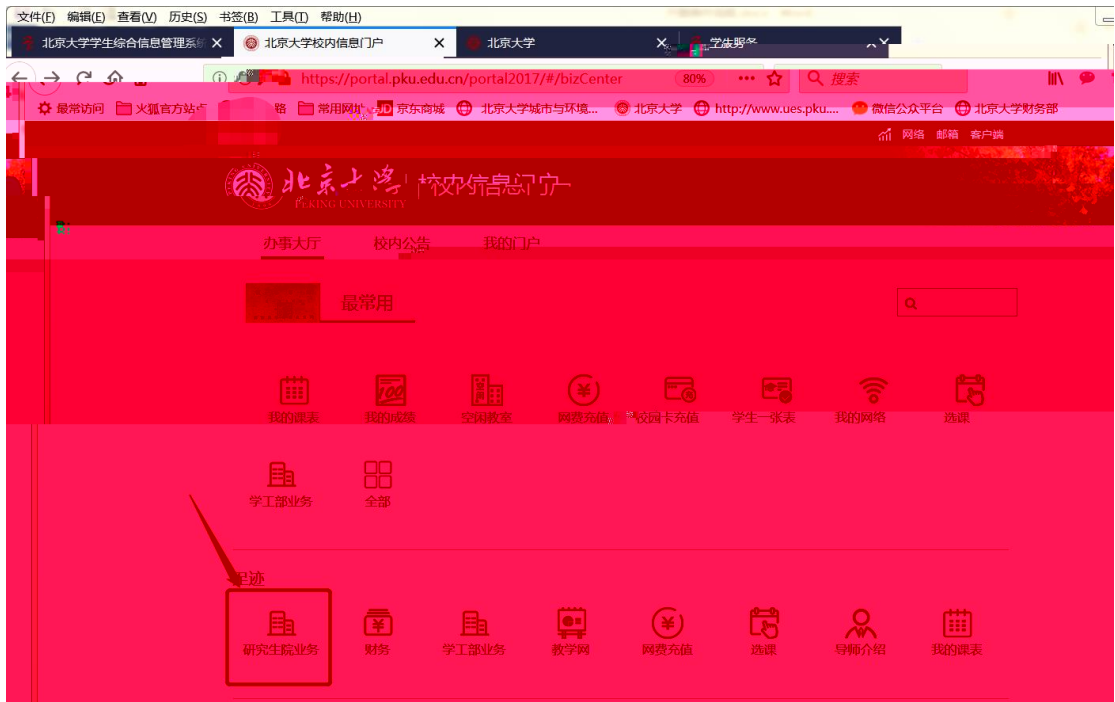 文件(F) 编辑(E) 查看(V) 历史(S) 书签(B) 工具(T) 帮助(H)
北京大学学生综合信息管理系统 北京大学校内信息门户 北京大学
https://portal.pku.edu.cn/portal2017/#/bizCenter 80% 搜索
最常访问 火狐官方站点 常用网址 京东商城 北京大学城市与环境... 北京大学 http://www.ues.pku.... 微信公众平台 北京大学财务部
网络 邮箱 客户端
北京大学 校内信息门户
PEKING UNIVERSITY
办事大厅 校内公告 我的门户
最常用
我的课表 我的成绩 空闲教室 网费充值 校园卡充值 学生一张表 我的网络 选课
学工部业务 全部
足迹
研究生院业务 财务 学工部业务 教学网 网费充值 选课 导师介绍 我的课表